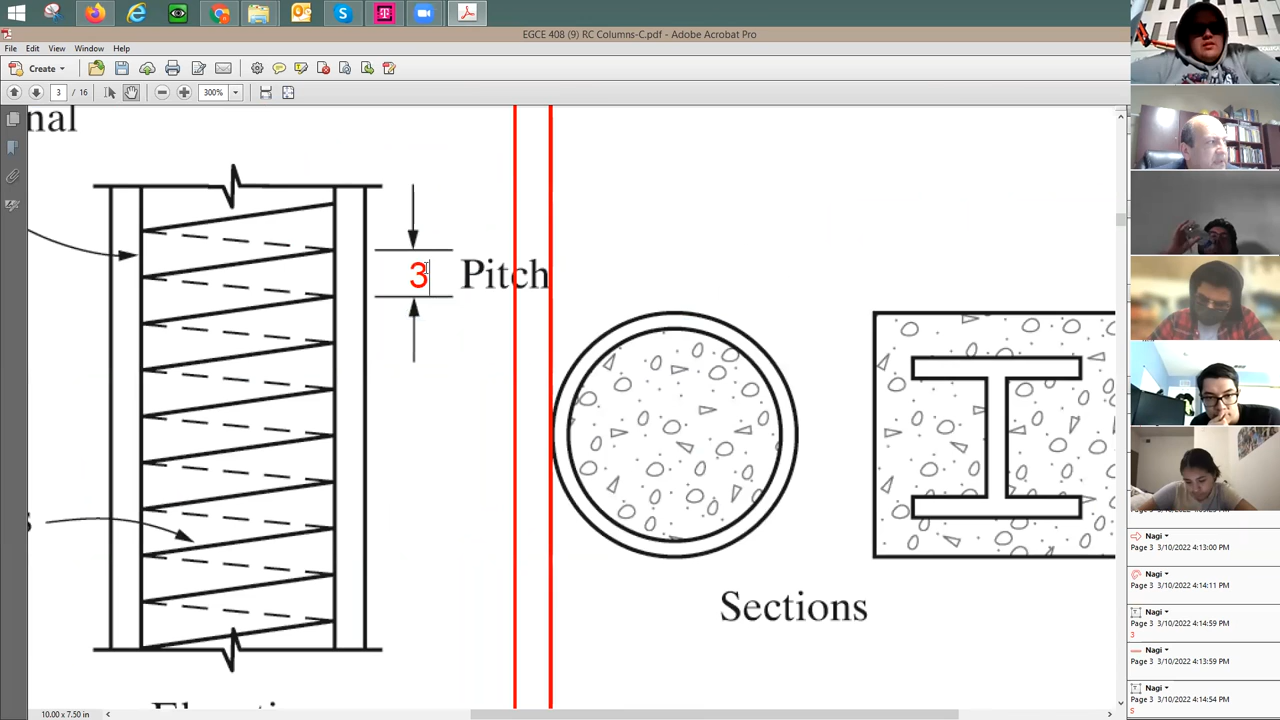 EGCE 408 (9) RC Columns-C.pdf - Adobe Acrobat Pro
File Edit View Window Help
Create
3 / 16
300%
nal
3 Pitch
s
Sections
10.00 x 7.50 in
Nagi
Page 3 3/10/2022 4:13:00 PM
Nagi
Page 3 3/10/2022 4:14:11 PM
Nagi
Page 3 3/10/2022 4:14:59 PM
3
Nagi
Page 3 3/10/2022 4:13:59 PM
Nagi
Page 3 3/10/2022 4:14:54 PM
S